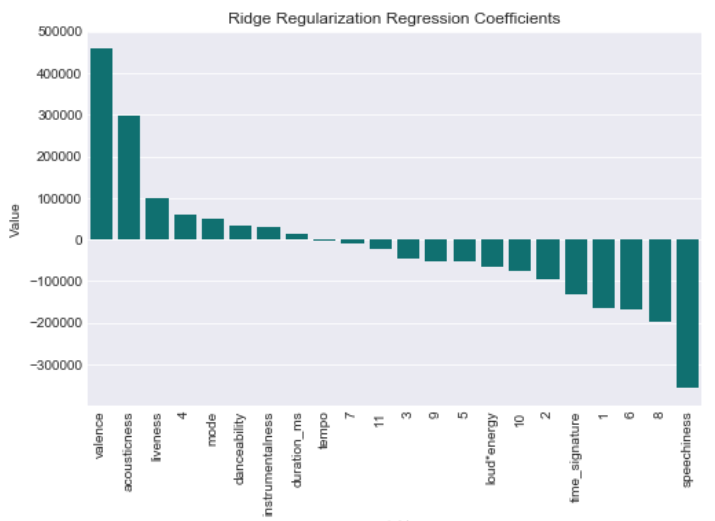 Ridge Regularization Regression Coefficients
500000
400000
300000
200000
100000
0
−100000
−200000
−300000
Value
valence
acousticness
liveness
4
mode
danceability
instrumentalness
duration_ms
tempo
7
11
3
9
5
loud*energy
10
2
time_signature
1
6
8
speechiness